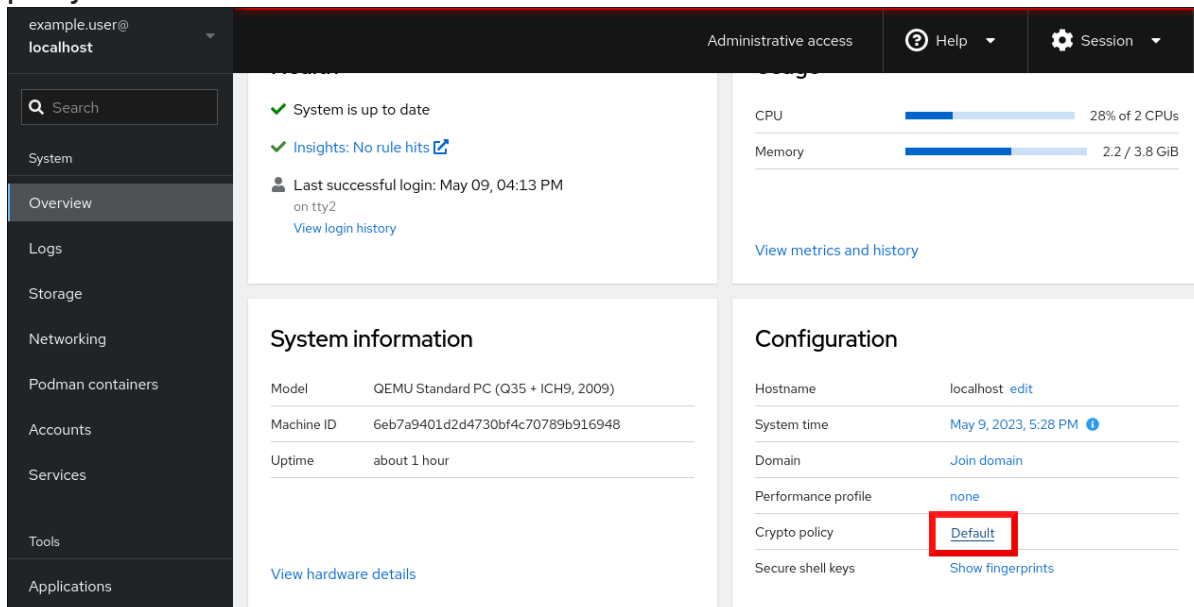 example.user@
localhost
Administrative access
Help
Session
Search
System
Overview
Logs
Storage
Networking
Podman containers
Accounts
Services
Tools
Applications
Health
System is up to date
Insights: No rule hits
Last successful login: May 09, 04:13 PM
on tty2
View login history
Usage
CPU 28% of 2 CPUs
Memory 2.2 / 3.8 GiB
View metrics and history
System information
Model QEMU Standard PC (Q35 + ICH9, 2009)
Machine ID 6eb7a9401d2d4730bf4c70789b916948
Uptime about 1 hour
View hardware details
Configuration
Hostname localhost edit
System time May 9, 2023, 5:28 PM
Domain Join domain
Performance profile none
Crypto policy Default
Secure shell keys Show fingerprints